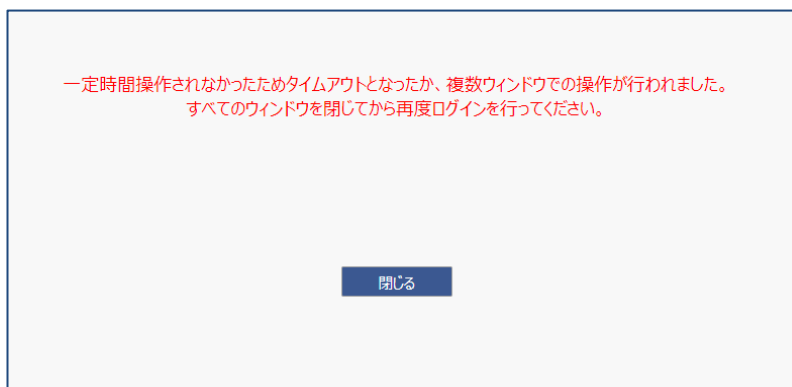 一定時間操作されなかったためタイムアウトとなったか、複数ウィンドウでの操作が行われました。
すべてのウィンドウを閉じてから再度ログインを行ってください。
閉じる